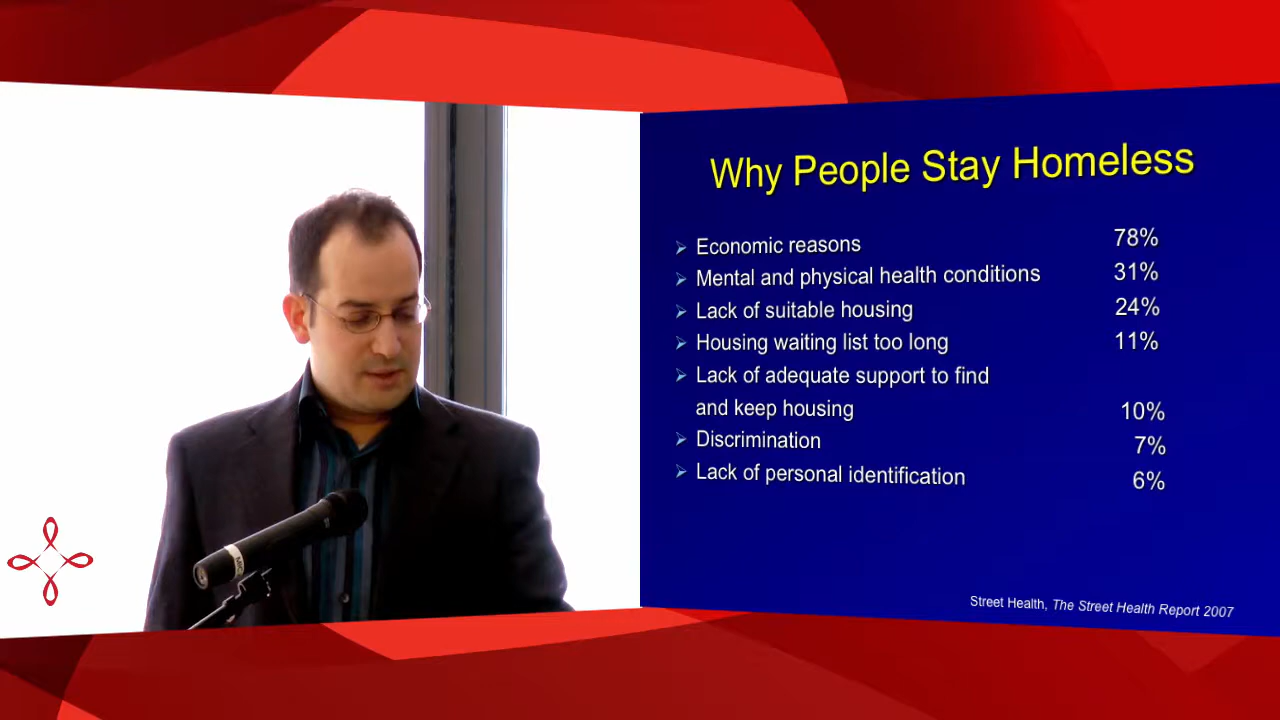 Why People Stay Homeless
➢ Economic reasons 78%
➢ Mental and physical health conditions 31%
➢ Lack of suitable housing 24%
➢ Housing waiting list too long 11%
➢ Lack of adequate support to find
and keep housing 10%
➢ Discrimination 7%
➢ Lack of personal identification 6%
Street Health, The Street Health Report 2007